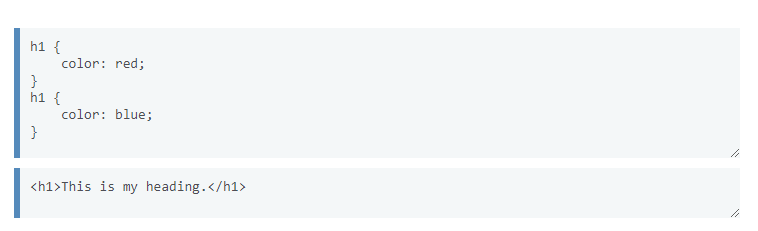 h1 {
    color: red;
}
h1 {
    color: blue;
}
<h1>This is my heading.</h1>